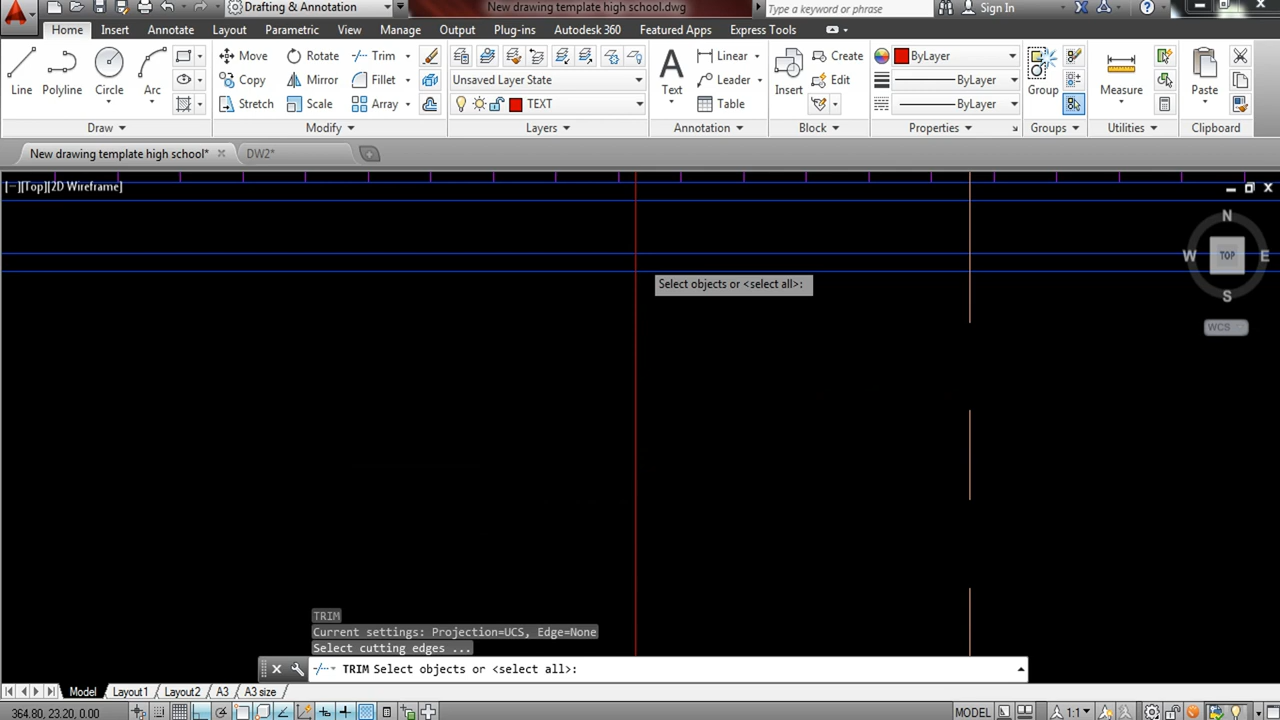 Drafting & Annotation
New drawing template high school.dwg
Type a keyword or phrase
Sign In
Home Insert Annotate Layout Parametric View Manage Output Plug-ins Autodesk 360 Featured Apps Express Tools
Line
Polyline
Circle
Arc
Move
Rotate
Trim
Copy
Mirror
Fillet
Stretch
Scale
Array
Unsaved Layer State
TEXT
Text
Linear
Leader
Table
Insert
Create
Edit
ByLayer
ByLayer
ByLayer
Group
Measure
Paste
Draw
Modify
Layers
Annotation
Block
Properties
Groups
Utilities
Clipboard
New drawing template high school*
DW2*
[−][Top][2D Wireframe]
N
W
TOP
E
S
WCS
Select objects or <select all>:
TRIM
Current settings: Projection=UCS, Edge=None
Select cutting edges ...
TRIM Select objects or <select all>:
Model Layout1 Layout2 A3 A3 size
364.80, 23.20, 0.00
MODEL
1:1